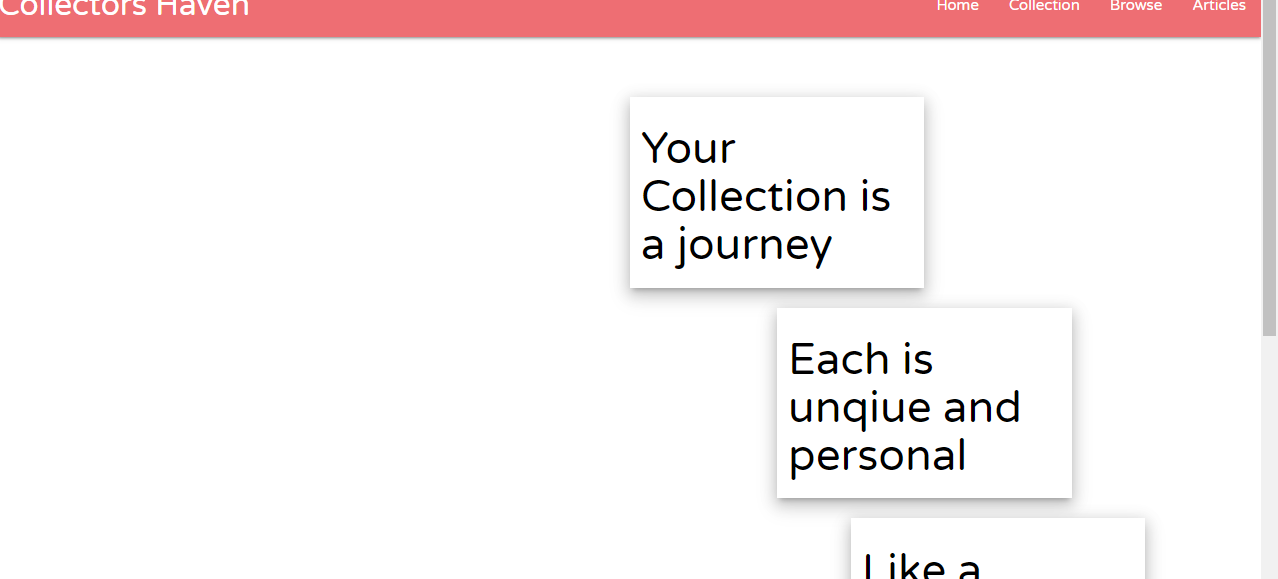 Collectors Haven
Home Collection Browse Articles
Your
Collection is
a journey
Each is
unqiue and
personal
Like a